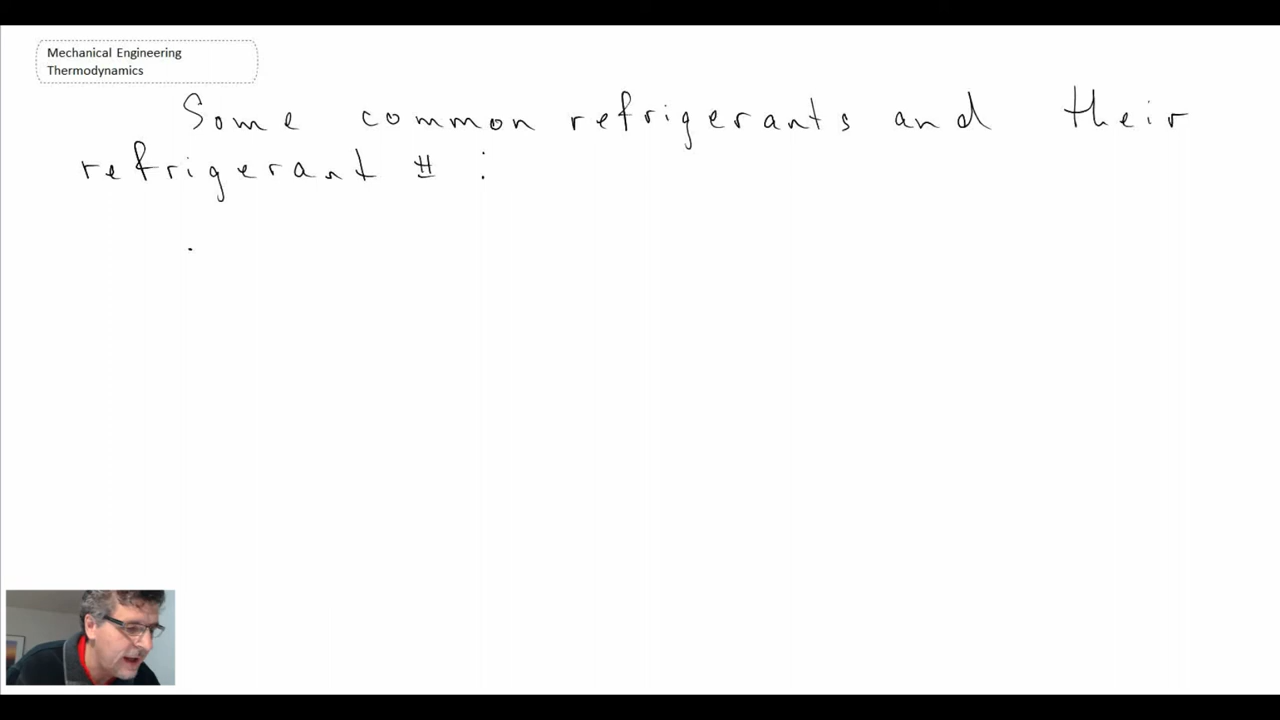 Mechanical Engineering
Thermodynamics
Some common refrigerants and their
refrigerant # :